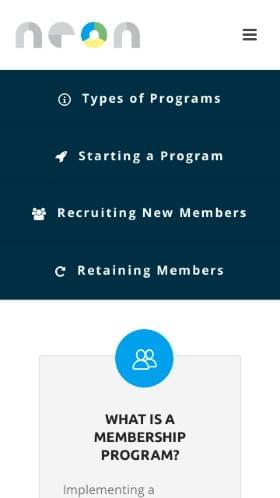 neon
Types of Programs
Starting a Program
Recruiting New Members
Retaining Members
WHAT IS A
MEMBERSHIP
PROGRAM?
Implementing a